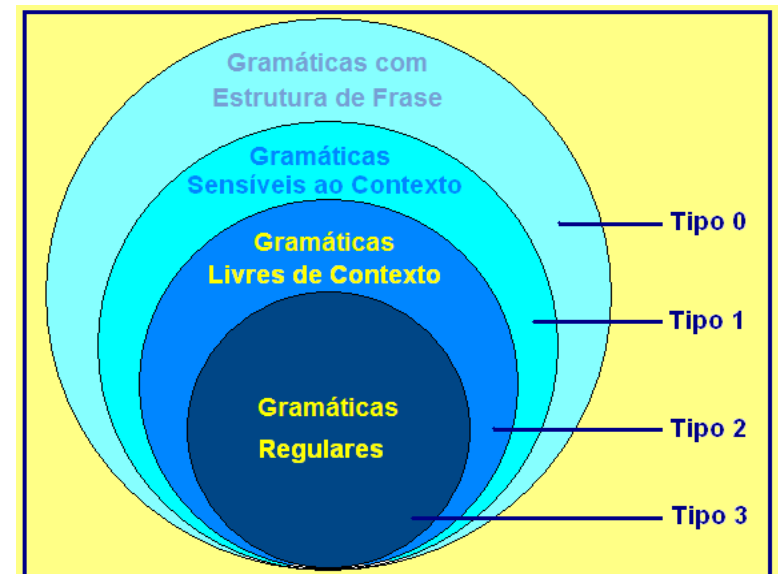 Gramáticas com
Estrutura de Frase
Gramáticas
Sensíveis ao Contexto
Gramáticas
Livres de Contexto
Gramáticas
Regulares
Tipo 0
Tipo 1
Tipo 2
Tipo 3